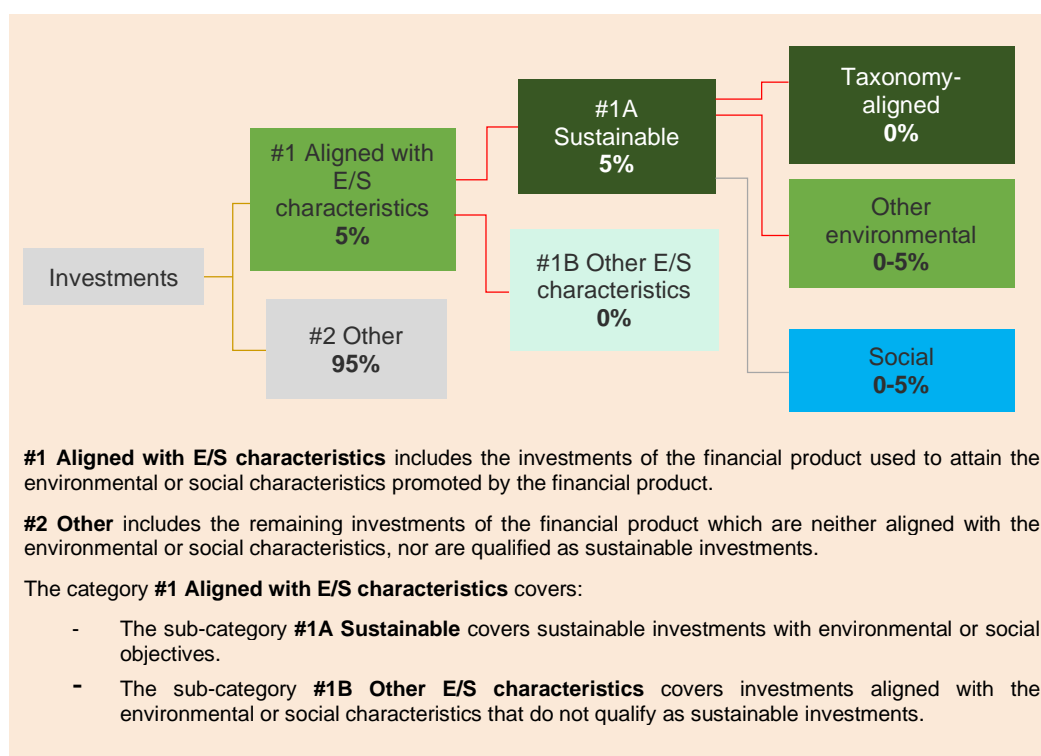 Investments
#1 Aligned with
E/S
characteristics
5%
#2 Other
95%
#1A
Sustainable
5%
#1B Other E/S
characteristics
0%
Taxonomy-
aligned
0%
Other
environmental
0-5%
Social
0-5%
#1 Aligned with E/S characteristics includes the investments of the financial product used to attain the
environmental or social characteristics promoted by the financial product.
#2 Other includes the remaining investments of the financial product which are neither aligned with the
environmental or social characteristics, nor are qualified as sustainable investments.
The category #1 Aligned with E/S characteristics covers:
- The sub-category #1A Sustainable covers sustainable investments with environmental or social
objectives.
- The sub-category #1B Other E/S characteristics covers investments aligned with the
environmental or social characteristics that do not qualify as sustainable investments.